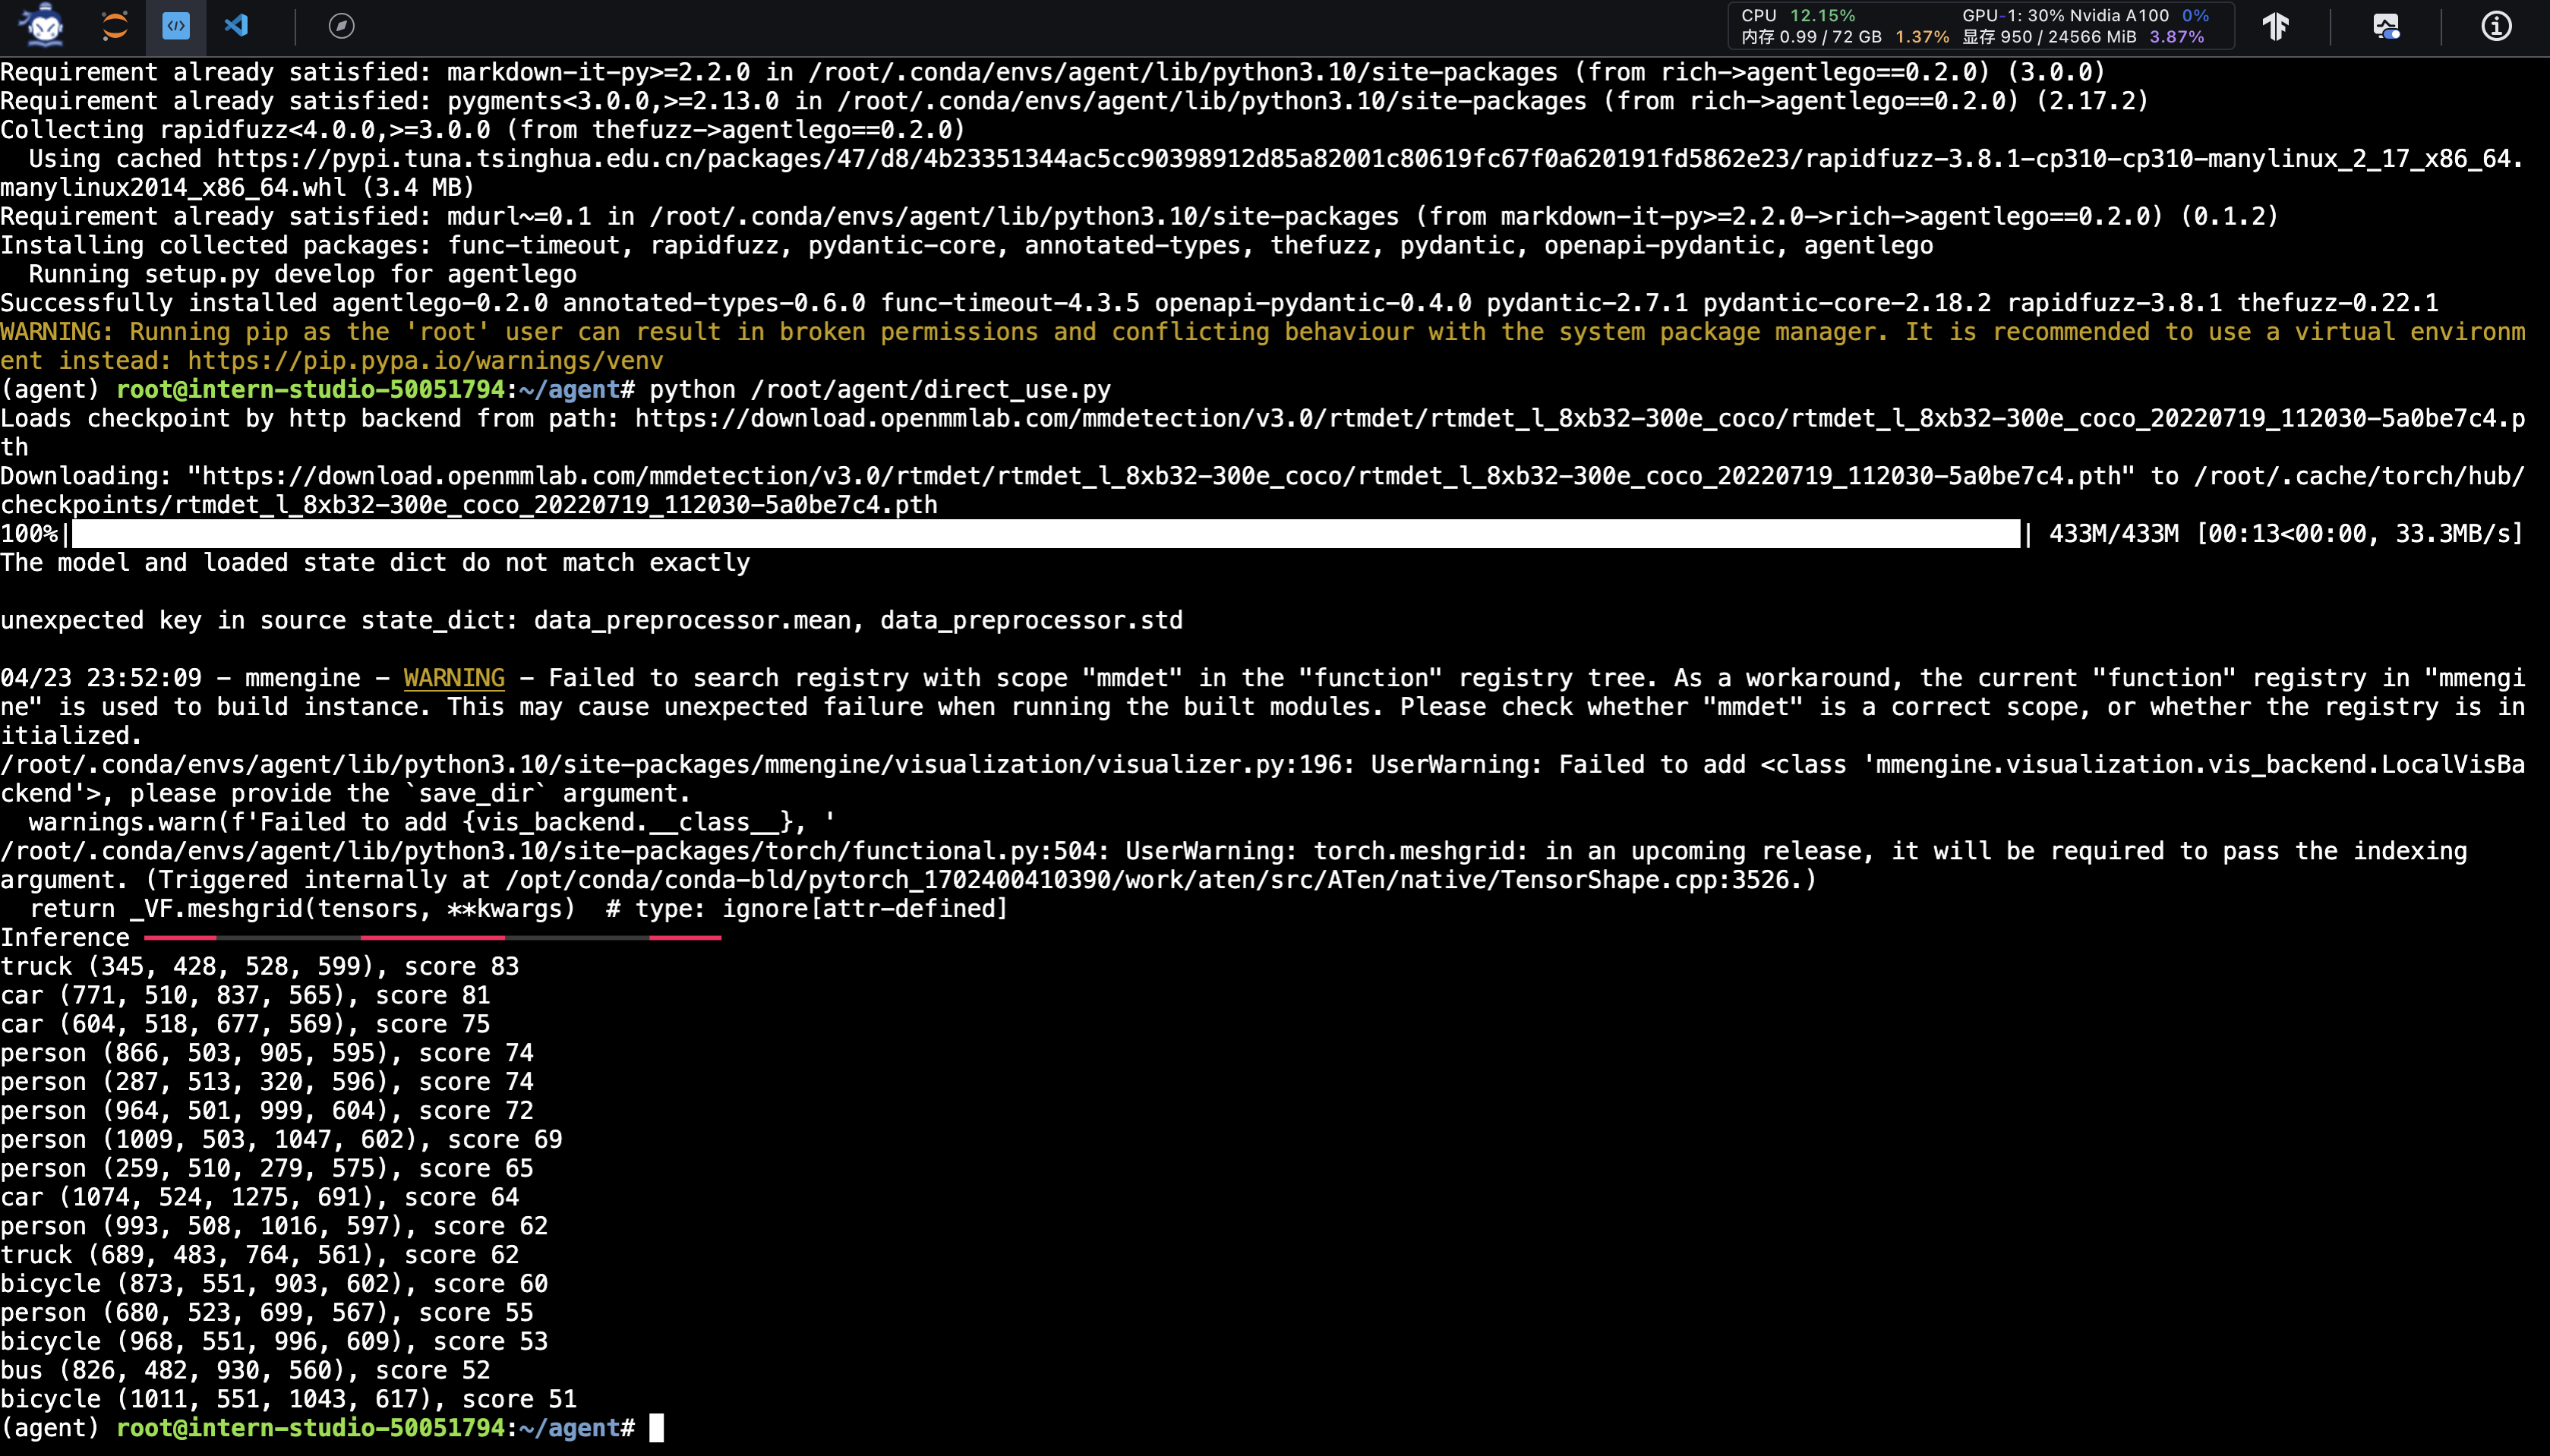 CPU 12.15% GPU-1: 30% Nvidia A100 0%
内存 0.99 / 72 GB 1.37% 显存 950 / 24566 MiB 3.87%
Requirement already satisfied: markdown-it-py>=2.2.0 in /root/.conda/envs/agent/lib/python3.10/site-packages (from rich->agentlego==0.2.0) (3.0.0)
Requirement already satisfied: pygments<3.0.0,>=2.13.0 in /root/.conda/envs/agent/lib/python3.10/site-packages (from rich->agentlego==0.2.0) (2.17.2)
Collecting rapidfuzz<4.0.0,>=3.0.0 (from thefuzz->agentlego==0.2.0)
  Using cached https://pypi.tuna.tsinghua.edu.cn/packages/47/d8/4b23351344ac5cc90398912d85a82001c80619fc67f0a620191fd5862e23/rapidfuzz-3.8.1-cp310-cp310-manylinux_2_17_x86_64.
manylinux2014_x86_64.whl (3.4 MB)
Requirement already satisfied: mdurl~=0.1 in /root/.conda/envs/agent/lib/python3.10/site-packages (from markdown-it-py>=2.2.0->rich->agentlego==0.2.0) (0.1.2)
Installing collected packages: func-timeout, rapidfuzz, pydantic-core, annotated-types, thefuzz, pydantic, openapi-pydantic, agentlego
  Running setup.py develop for agentlego
Successfully installed agentlego-0.2.0 annotated-types-0.6.0 func-timeout-4.3.5 openapi-pydantic-0.4.0 pydantic-2.7.1 pydantic-core-2.18.2 rapidfuzz-3.8.1 thefuzz-0.22.1
WARNING: Running pip as the 'root' user can result in broken permissions and conflicting behaviour with the system package manager. It is recommended to use a virtual environm
ent instead: https://pip.pypa.io/warnings/venv
(agent) root@intern-studio-50051794:~/agent# python /root/agent/direct_use.py
Loads checkpoint by http backend from path: https://download.openmmlab.com/mmdetection/v3.0/rtmdet/rtmdet_l_8xb32-300e_coco/rtmdet_l_8xb32-300e_coco_20220719_112030-5a0be7c4.p
th
Downloading: "https://download.openmmlab.com/mmdetection/v3.0/rtmdet/rtmdet_l_8xb32-300e_coco/rtmdet_l_8xb32-300e_coco_20220719_112030-5a0be7c4.pth" to /root/.cache/torch/hub/
checkpoints/rtmdet_l_8xb32-300e_coco_20220719_112030-5a0be7c4.pth
100%| | 433M/433M [00:13<00:00, 33.3MB/s]
The model and loaded state dict do not match exactly
unexpected key in source state_dict: data_preprocessor.mean, data_preprocessor.std
04/23 23:52:09 - mmengine - WARNING - Failed to search registry with scope "mmdet" in the "function" registry tree. As a workaround, the current "function" registry in "mmengi
ne" is used to build instance. This may cause unexpected failure when running the built modules. Please check whether "mmdet" is a correct scope, or whether the registry is in
itialized.
/root/.conda/envs/agent/lib/python3.10/site-packages/mmengine/visualization/visualizer.py:196: UserWarning: Failed to add <class 'mmengine.visualization.vis_backend.LocalVisBa
ckend'>, please provide the `save_dir` argument.
  warnings.warn(f'Failed to add {vis_backend.__class__}, '
/root/.conda/envs/agent/lib/python3.10/site-packages/torch/functional.py:504: UserWarning: torch.meshgrid: in an upcoming release, it will be required to pass the indexing
argument. (Triggered internally at /opt/conda/conda-bld/pytorch_1702400410390/work/aten/src/ATen/native/TensorShape.cpp:3526.)
  return _VF.meshgrid(tensors, **kwargs)  # type: ignore[attr-defined]
Inference
truck (345, 428, 528, 599), score 83
car (771, 510, 837, 565), score 81
car (604, 518, 677, 569), score 75
person (866, 503, 905, 595), score 74
person (287, 513, 320, 596), score 74
person (964, 501, 999, 604), score 72
person (1009, 503, 1047, 602), score 69
person (259, 510, 279, 575), score 65
car (1074, 524, 1275, 691), score 64
person (993, 508, 1016, 597), score 62
truck (689, 483, 764, 561), score 62
bicycle (873, 551, 903, 602), score 60
person (680, 523, 699, 567), score 55
bicycle (968, 551, 996, 609), score 53
bus (826, 482, 930, 560), score 52
bicycle (1011, 551, 1043, 617), score 51
(agent) root@intern-studio-50051794:~/agent#